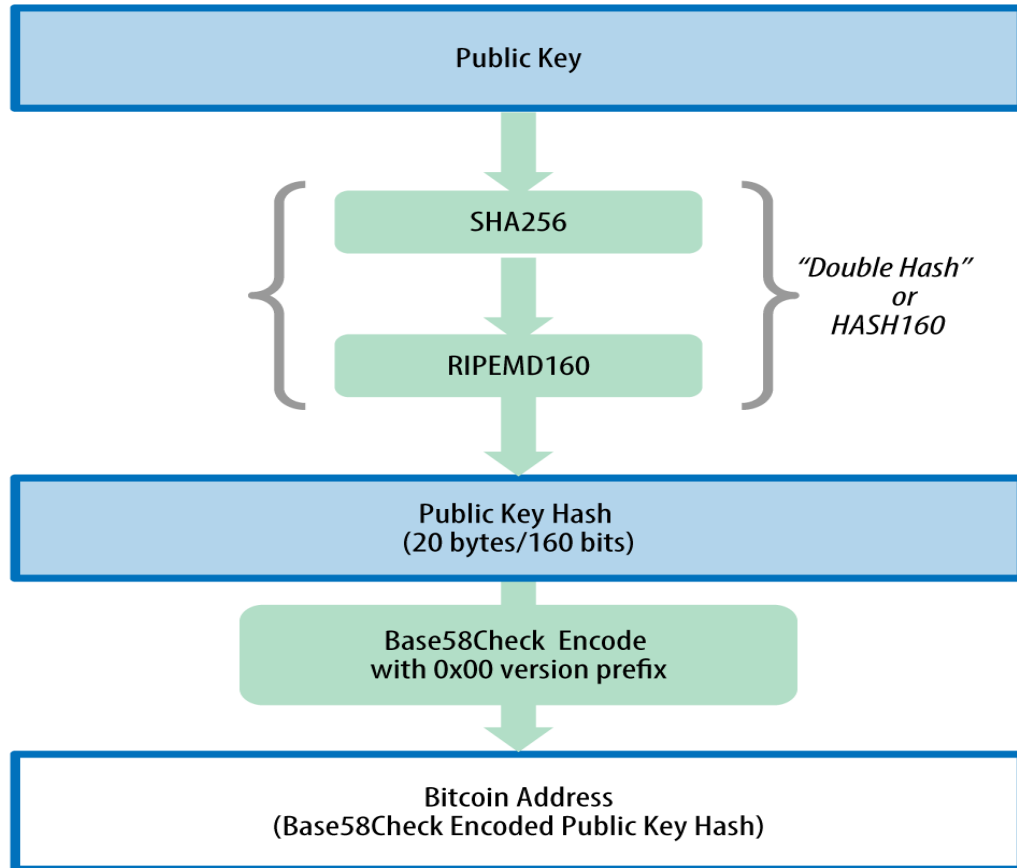 Public Key
SHA256
“Double Hash”
or
HASH160
RIPEMD160
Public Key Hash
(20 bytes/160 bits)
Base58Check Encode
with 0x00 version prefix
Bitcoin Address
(Base58Check Encoded Public Key Hash)